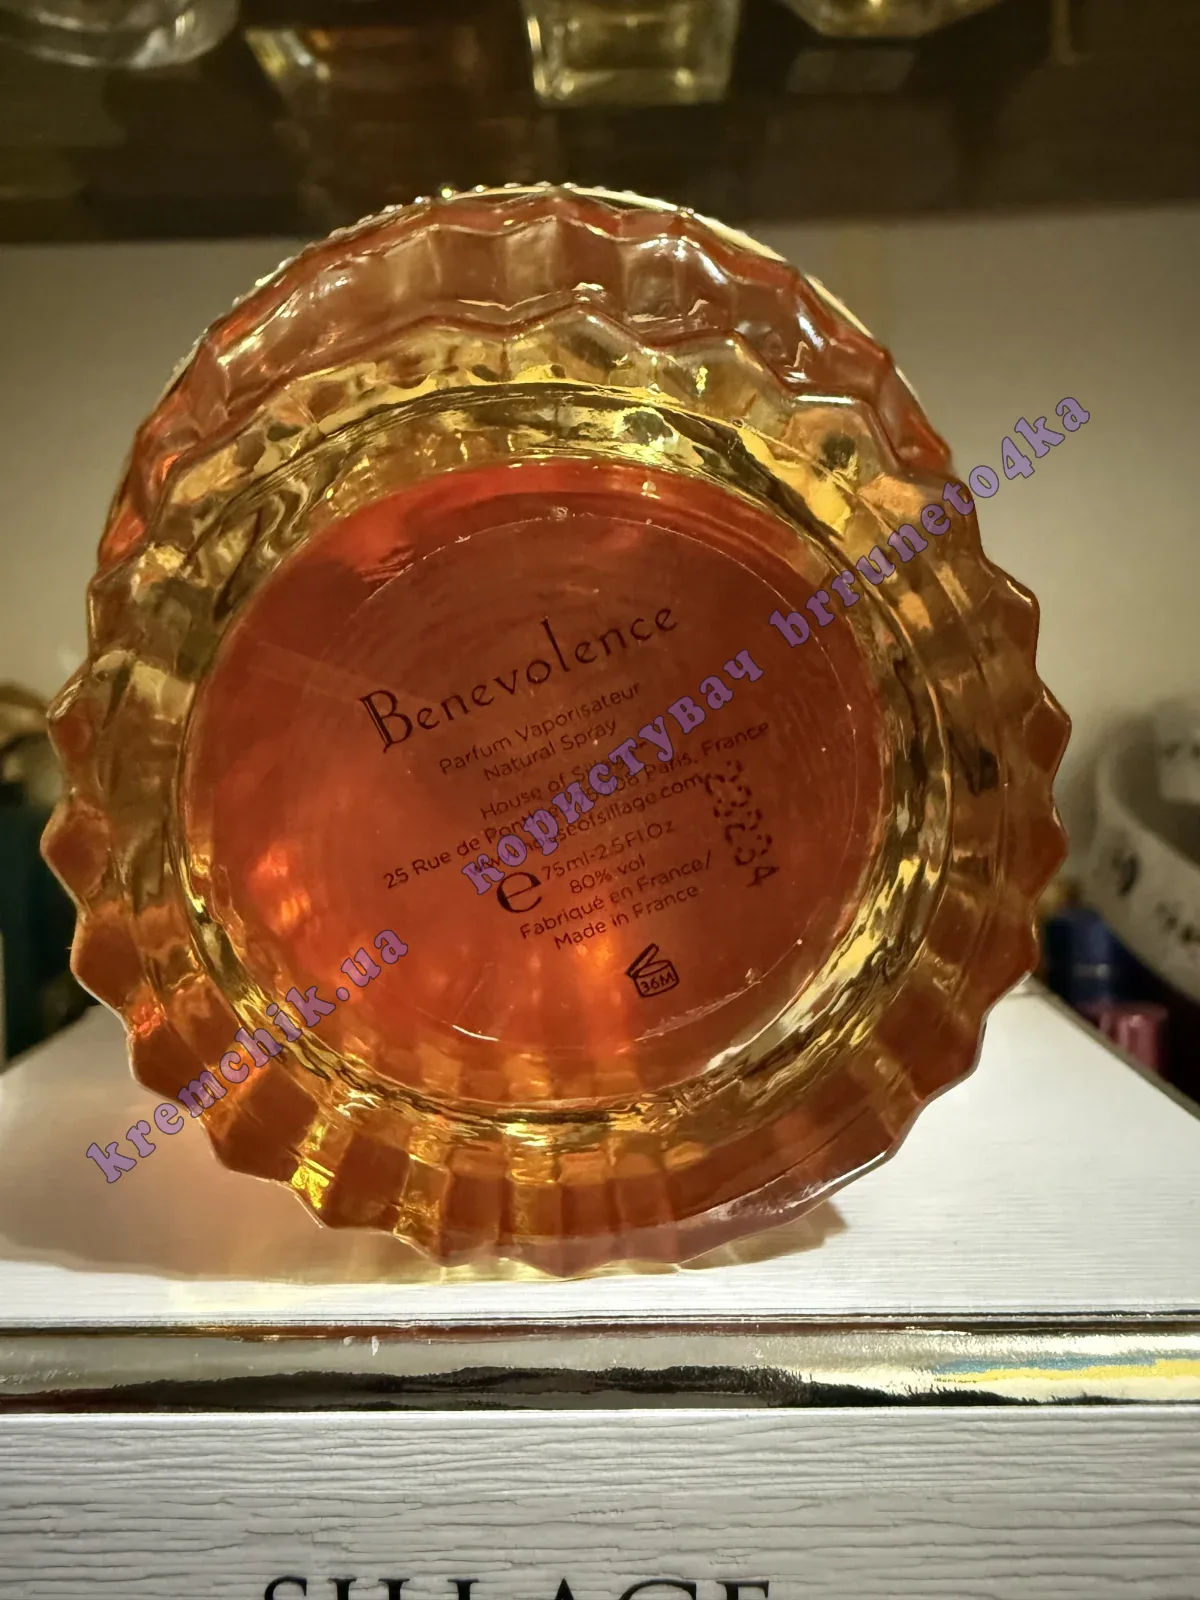 Benevolence
Parfum Vaporisateur
Natural Spray
House of Sillage
25 Rue de Ponthieu 75008 Paris, France
www.houseofsillage.com
e 75ml-2.5Fl.Oz
80% vol
Fabriqué en France/
Made in France
36M
kremchik.ua
користувач brruneto4ka
SILLAGE